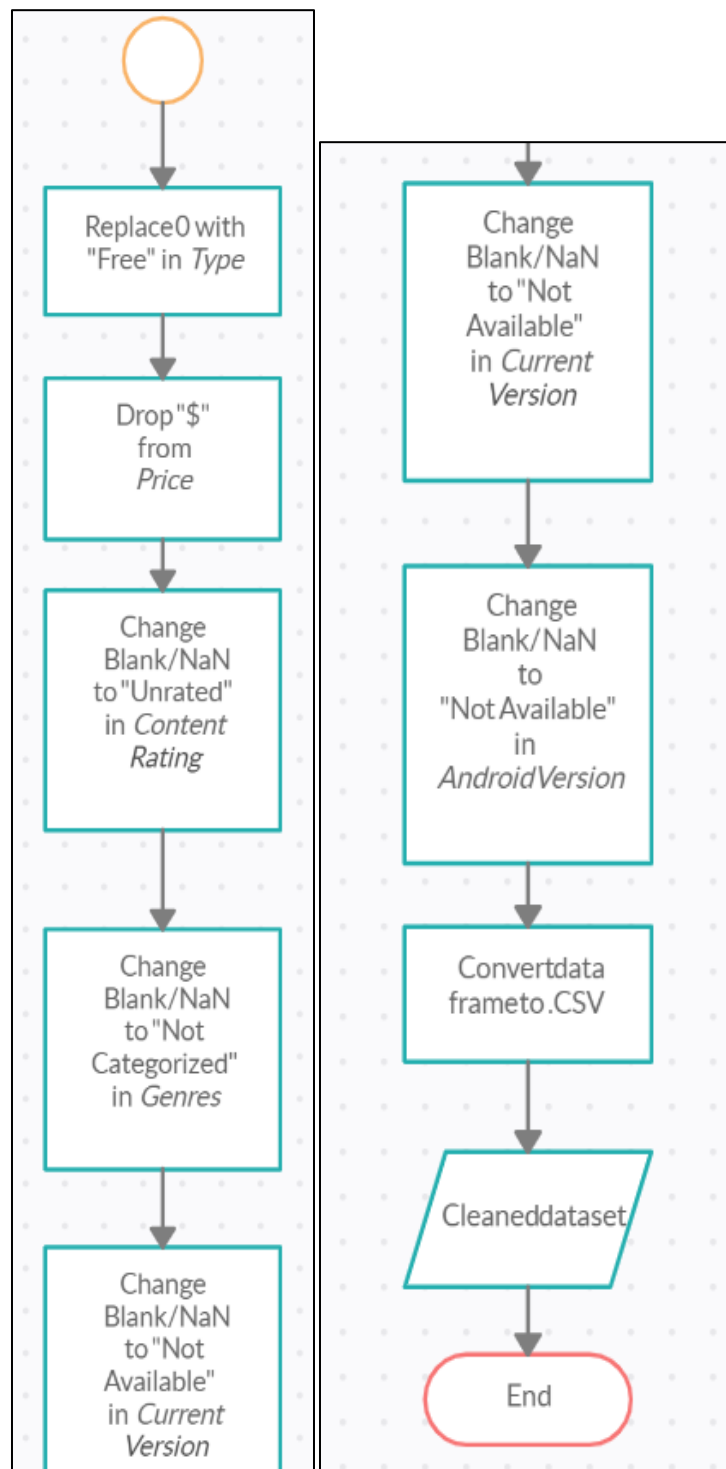 Replace0 with
"Free" in Type
Drop "$"
from
Price
Change
Blank/NaN
to "Unrated"
in Content
Rating
Change
Blank/NaN
to "Not
Categorized"
in Genres
Change
Blank/NaN
to "Not
Available"
in Current
Version
Change
Blank/NaN
to "Not
Available"
in Current
Version
Change
Blank/NaN
to
"Not Available"
in
AndroidVersion
Convertdata
frameto .CSV
Cleaneddataset
End